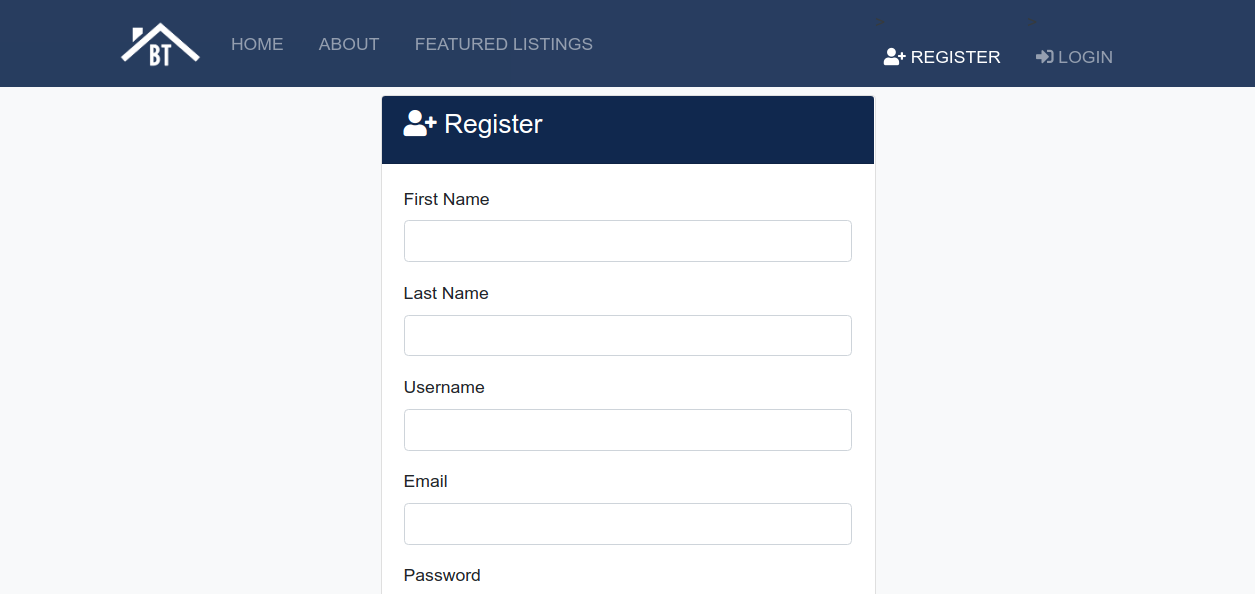 BT
HOME ABOUT FEATURED LISTINGS
REGISTER LOGIN
Register
First Name
Last Name
Username
Email
Password